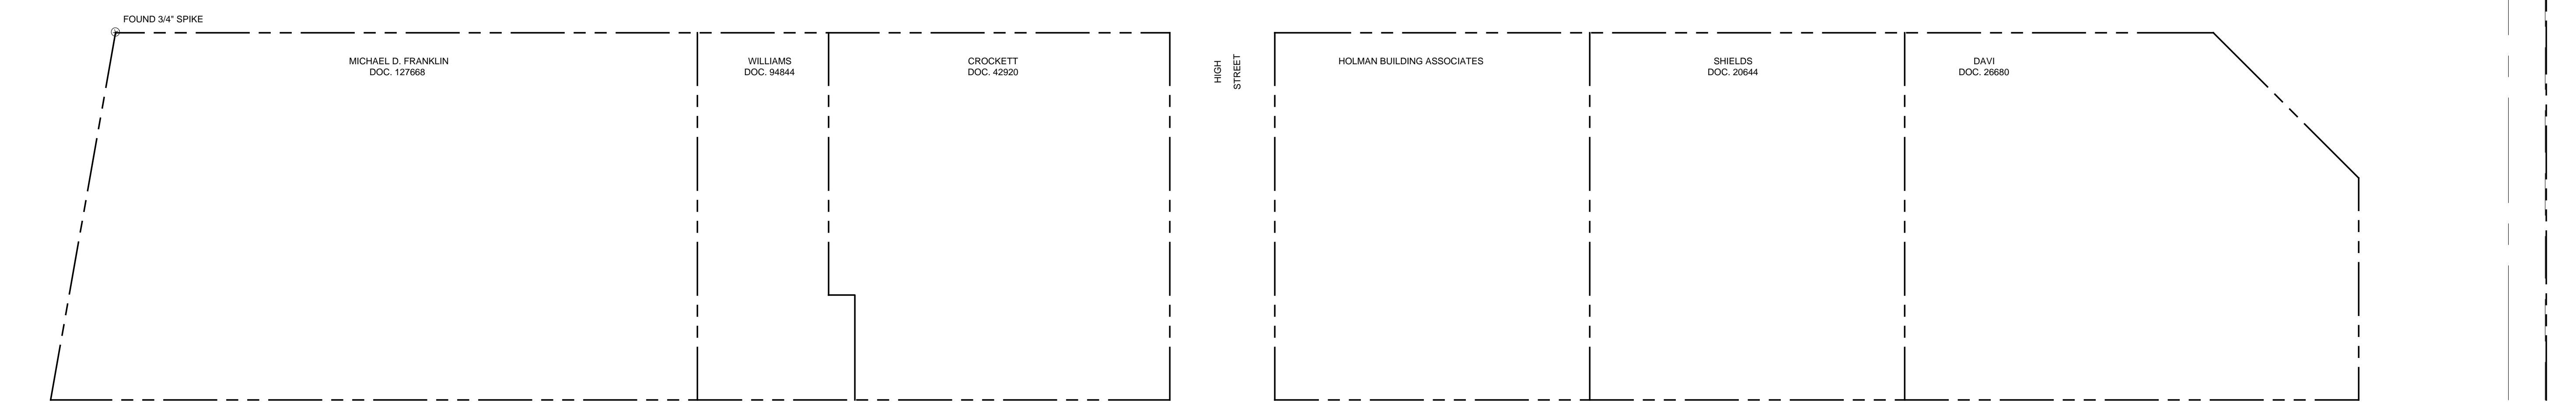 FOUND 3/4" SPIKE
MICHAEL D. FRANKLIN
DOC. 127668
WILLIAMS
DOC. 94844
CROCKETT
DOC. 42920
HIGH
STREET
HOLMAN BUILDING ASSOCIATES
SHIELDS
DOC. 20644
DAVI
DOC. 26680